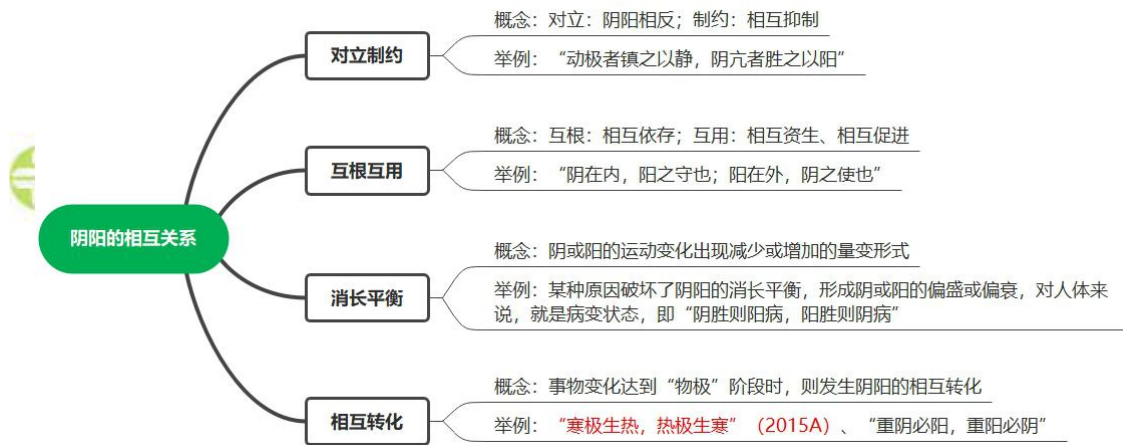 阴阳的相互关系
对立制约
概念：对立：阴阳相反；制约：相互抑制
举例：“动极者镇之以静，阴亢者胜之以阳”
互根互用
概念：互根：相互依存；互用：相互资生、相互促进
举例：“阴在内，阳之守也；阳在外，阴之使也”
消长平衡
概念：阴或阳的运动变化出现减少或增加的量变形式
举例：某种原因破坏了阴阳的消长平衡，形成阴或阳的偏盛或偏衰，对人体来
说，就是病变状态，即“阴胜则阳病，阳胜则阴病”
相互转化
概念：事物变化达到“物极”阶段时，则发生阴阳的相互转化
举例：“寒极生热，热极生寒”（2015A）、“重阴必阳，重阳必阴”